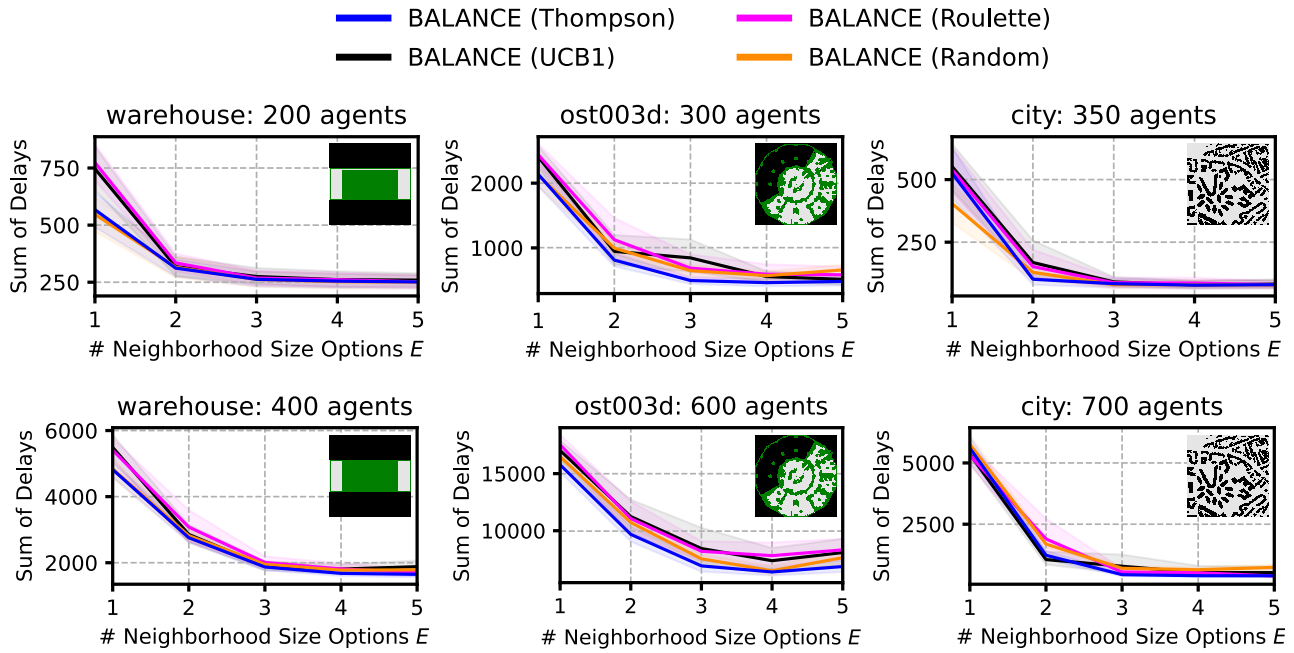 BALANCE (Thompson)
BALANCE (Roulette)
BALANCE (UCB1)
BALANCE (Random)
warehouse: 200 agents
Sum of Delays
750
500
250
1 2 3 4 5
# Neighborhood Size Options E
ost003d: 300 agents
Sum of Delays
2000
1000
1 2 3 4 5
# Neighborhood Size Options E
city: 350 agents
Sum of Delays
500
250
1 2 3 4 5
# Neighborhood Size Options E
warehouse: 400 agents
Sum of Delays
6000
4000
2000
1 2 3 4 5
# Neighborhood Size Options E
ost003d: 600 agents
Sum of Delays
15000
10000
1 2 3 4 5
# Neighborhood Size Options E
city: 700 agents
Sum of Delays
5000
2500
1 2 3 4 5
# Neighborhood Size Options E